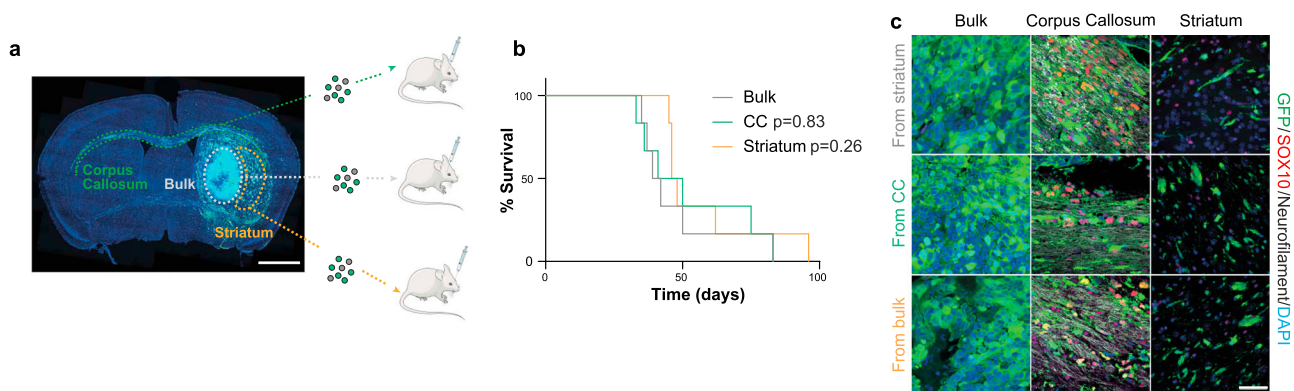 a
Corpus
Callosum
Bulk
Striatum
b
% Survival
100
50
0
0
50
100
Time (days)
Bulk
CC p=0.83
Striatum p=0.26
c
Bulk
Corpus Callosum
Striatum
From striatum
From CC
From bulk
GFP/SOX10/Neurofilament/DAPI